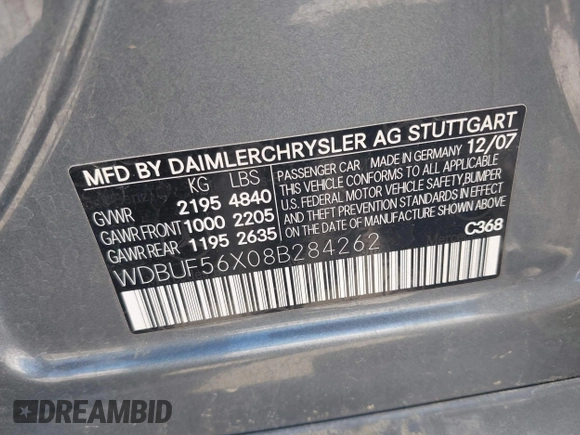 MFD BY DAIMLERCHRYSLER AG STUTTGART
KG LBS
GVWR 2195 4840
GAWR FRONT 1000 2205
GAWR REAR 1195 2635
PASSENGER CAR MADE IN GERMANY 12/07
THIS VEHICLE CONFORMS TO ALL APPLICABLE
U.S. FEDERAL MOTOR VEHICLE SAFETY, BUMPER
AND THEFT PREVENTION STANDARDS IN EFFECT
ON THE DATE OF MANUFACTURE SHOWN ABOVE
WDBUF56X08B284262
C368
DREAMBID